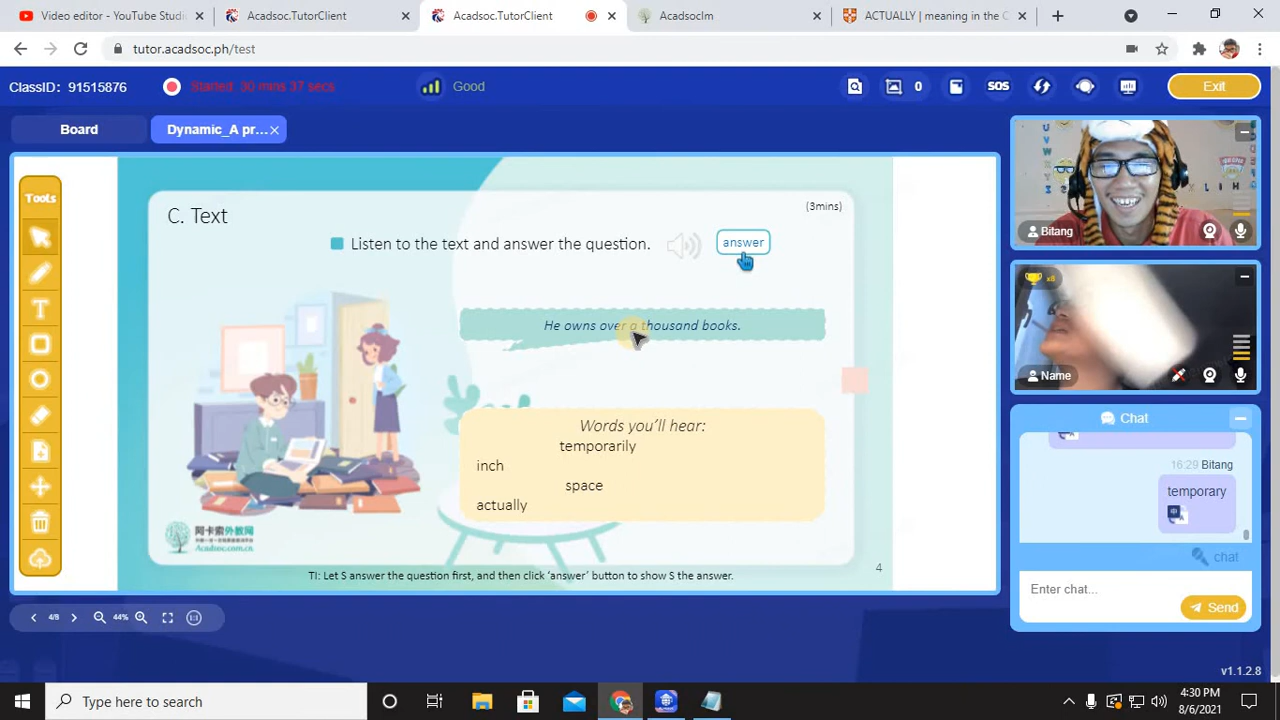 Video editor - YouTube Studi
Acadsoc.TutorClient
Acadsoc.TutorClient
AcadsocIm
ACTUALLY | meaning in the C
tutor.acadsoc.ph/test
ClassID: 91515876
Started: 30 mins 37 secs
Good
0
SOS
Exit
Board
Dynamic_A pr...
Tools
C. Text
(3mins)
Listen to the text and answer the question.
answer
He owns over a thousand books.
Words you'll hear:
temporarily
inch
space
actually
阿卡索外教网
Acadsoc.com.cn
TI: Let S answer the question first, and then click 'answer' button to show S the answer.
4
4/8
44%
1:1
Bitang
x8
Name
Chat
16:29 Bitang
temporary
中
chat
Enter chat...
Send
v1.1.2.8
Type here to search
4:30 PM
8/6/2021